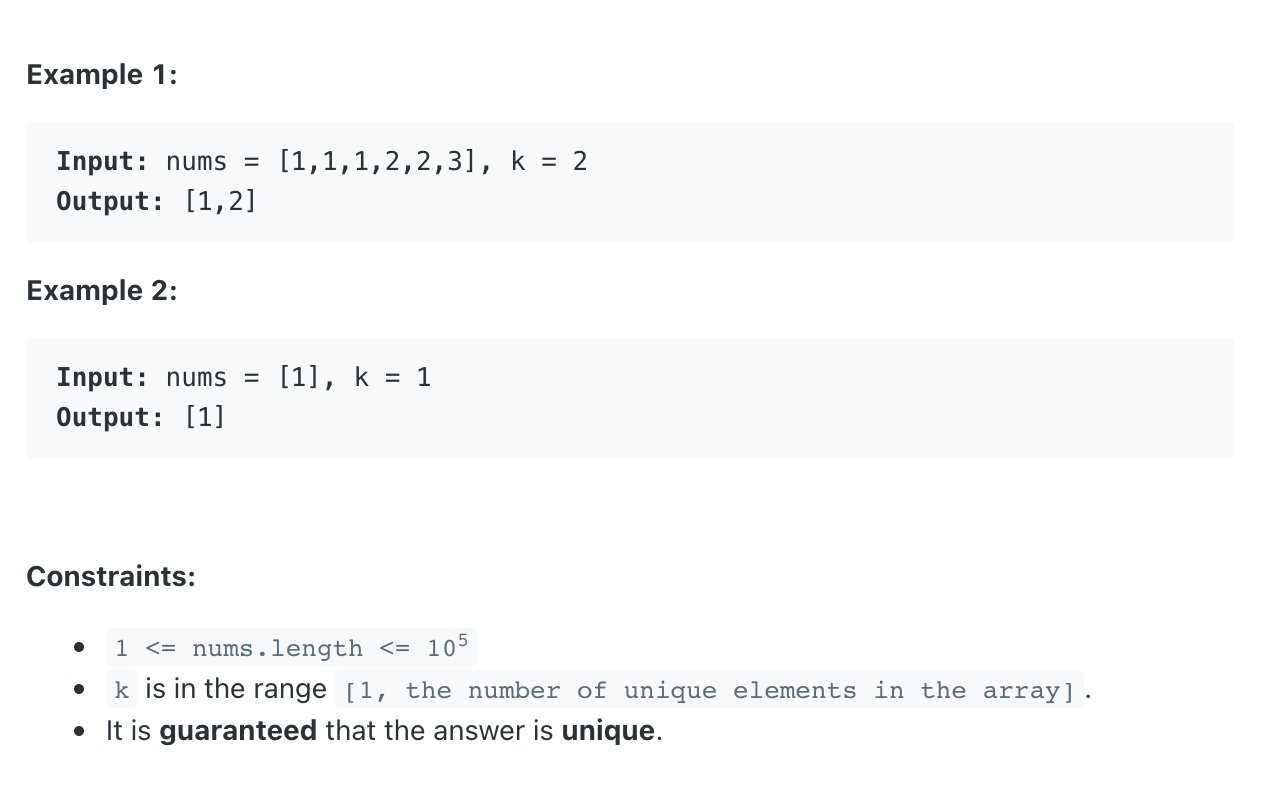 Example 1:
Input: nums = [1,1,1,2,2,3], k = 2
Output: [1,2]
Example 2:
Input: nums = [1], k = 1
Output: [1]
Constraints:
• 1 <= nums.length <= 10⁵
• k is in the range [1, the number of unique elements in the array].
• It is guaranteed that the answer is unique.